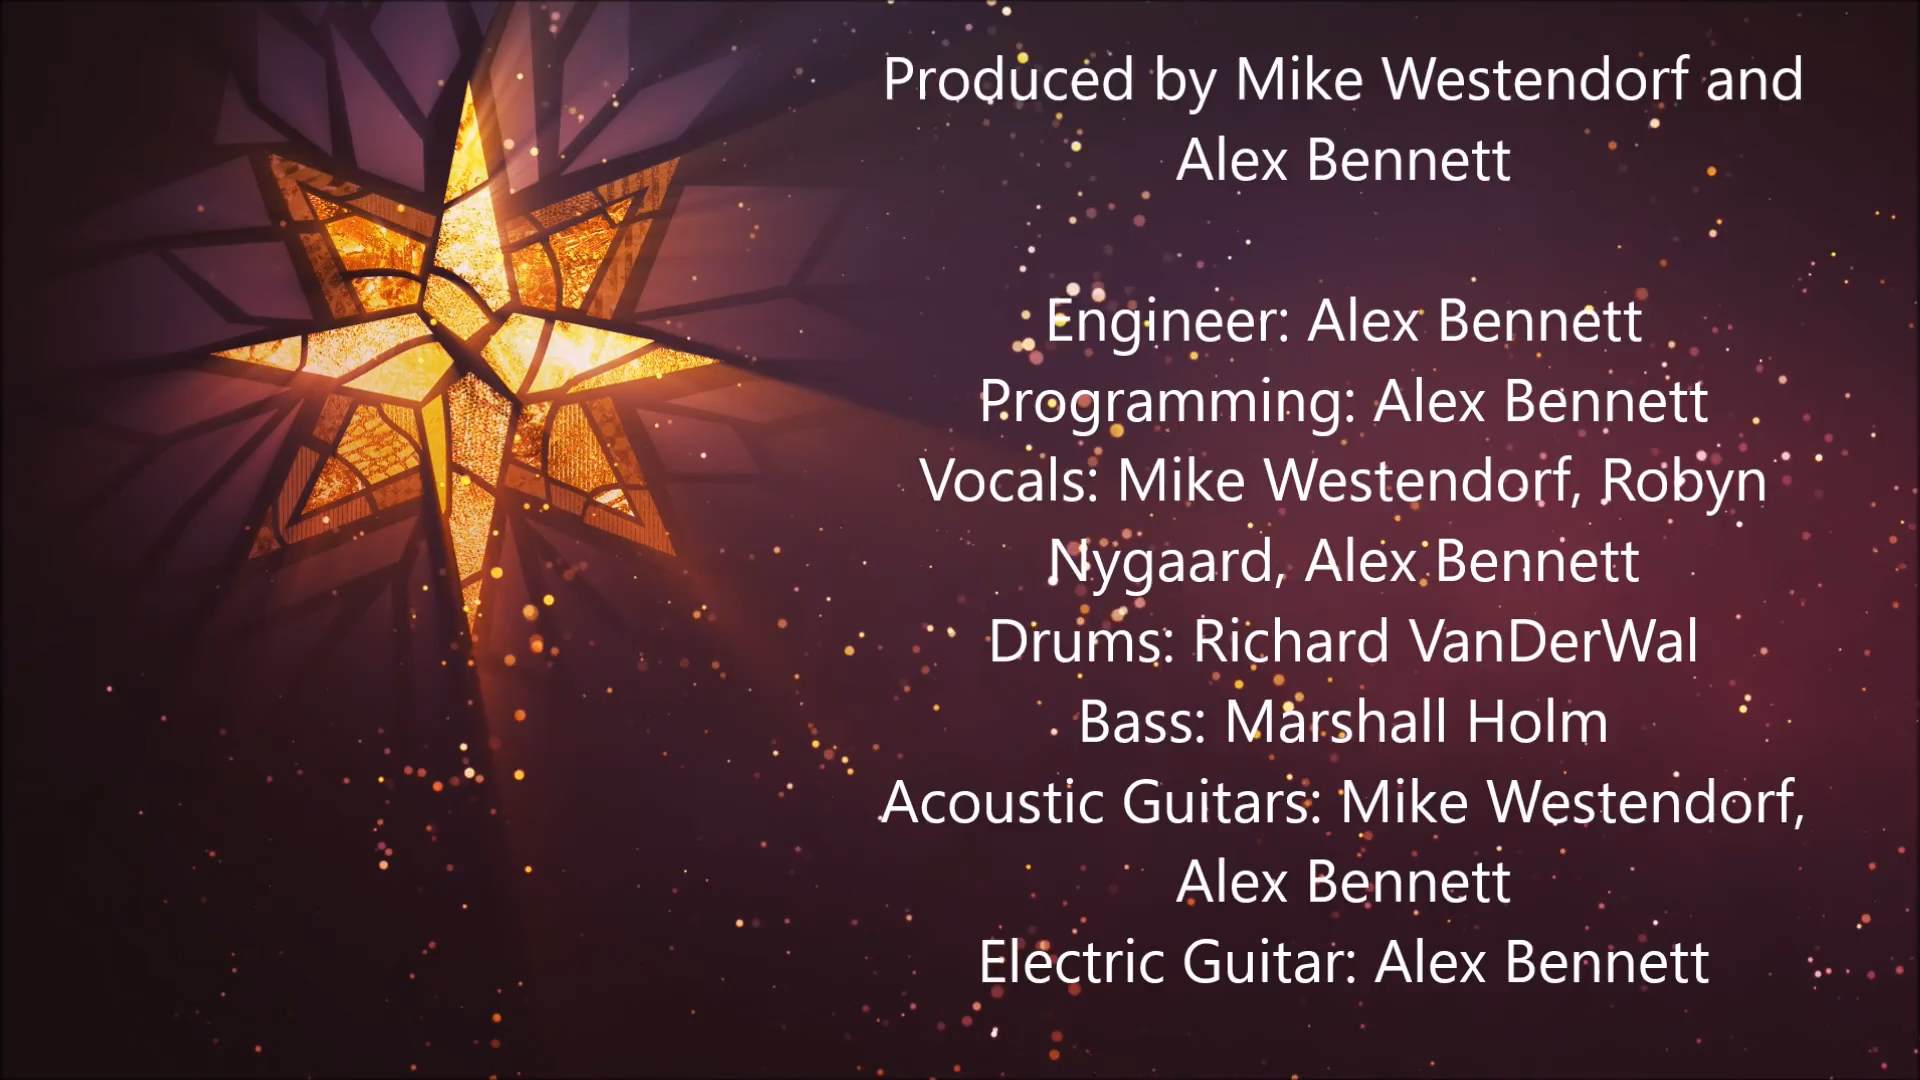 Produced by Mike Westendorf and
Alex Bennett
Engineer: Alex Bennett
Programming: Alex Bennett
Vocals: Mike Westendorf, Robyn
Nygaard, Alex Bennett
Drums: Richard VanDerWal
Bass: Marshall Holm
Acoustic Guitars: Mike Westendorf,
Alex Bennett
Electric Guitar: Alex Bennett